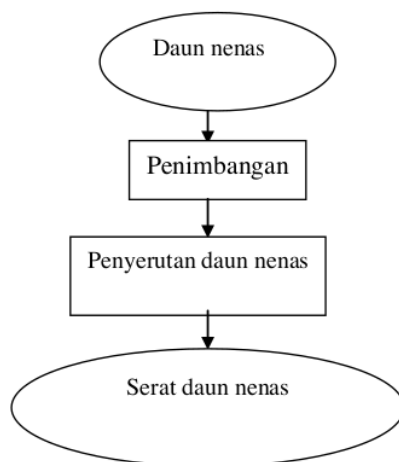 Daun nenas
Penimbangan
Penyerutan daun nenas
Serat daun nenas